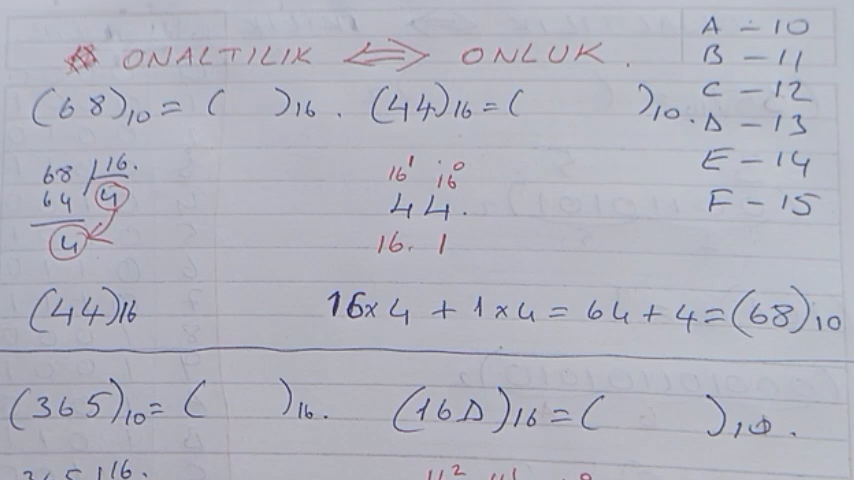 ONALTILIK ⇔ ONLUK.
A - 10
B - 11
C - 12
D - 13
E - 14
F - 15
(68)₁₀ = ( )₁₆. (44)₁₆ = ( )₁₀.
68 | 16.
64 4
4
16¹ 16⁰
44.
16. 1
(44)₁₆
16x4 + 1x4 = 64 + 4 = (68)₁₀
(365)₁₀ = ( )₁₆. (16D)₁₆ = ( )₁₀.
365 | 16.